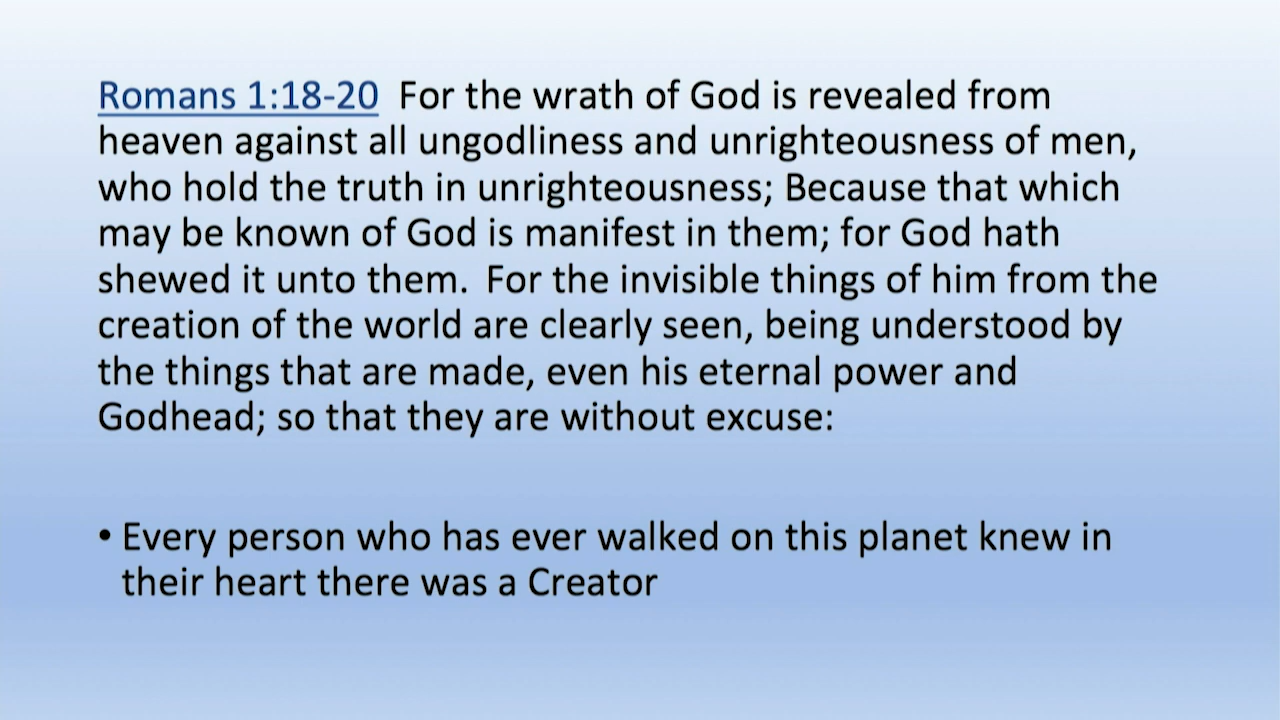 Romans 1:18-20 For the wrath of God is revealed from
heaven against all ungodliness and unrighteousness of men,
who hold the truth in unrighteousness; Because that which
may be known of God is manifest in them; for God hath
shewed it unto them. For the invisible things of him from the
creation of the world are clearly seen, being understood by
the things that are made, even his eternal power and
Godhead; so that they are without excuse:
• Every person who has ever walked on this planet knew in
their heart there was a Creator